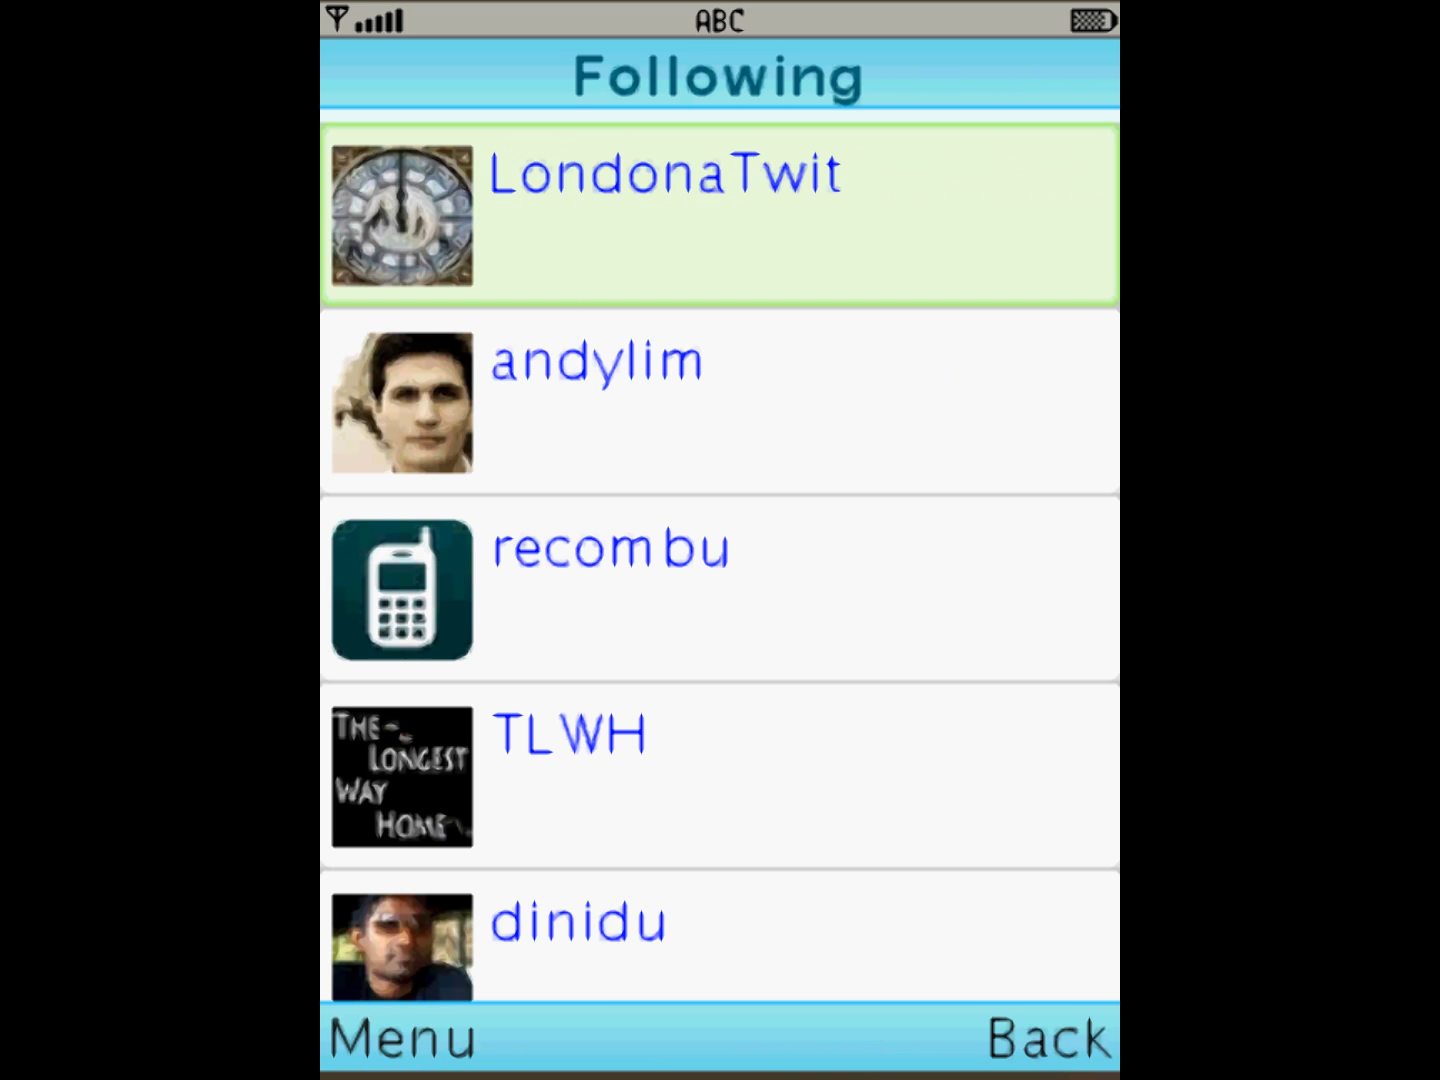 ABC
Following
LondonaTwit
andylim
recombu
TLWH
THE
LONGEST
WAY
HOME
dinidu
Menu
Back